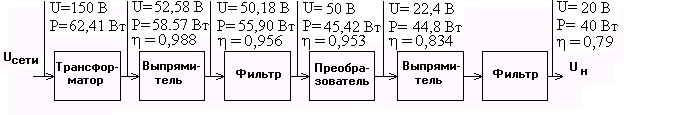 U=150 В
P=62,41 Вт
U=52,58 В
P=58.57 Вт
η = 0,988
U=50,18 В
P=55,90 Вт
η = 0,956
U= 50 В
P=45,42 Вт
η = 0,953
U= 22,4 В
P= 44,8 Вт
η = 0,834
U= 20 В
P= 40 Вт
η = 0,79
Uсети
Трансфор-
матор
Выпрями-
тель
Фильтр
Преобра-
зователь
Выпрями-
тель
Фильтр
Uн